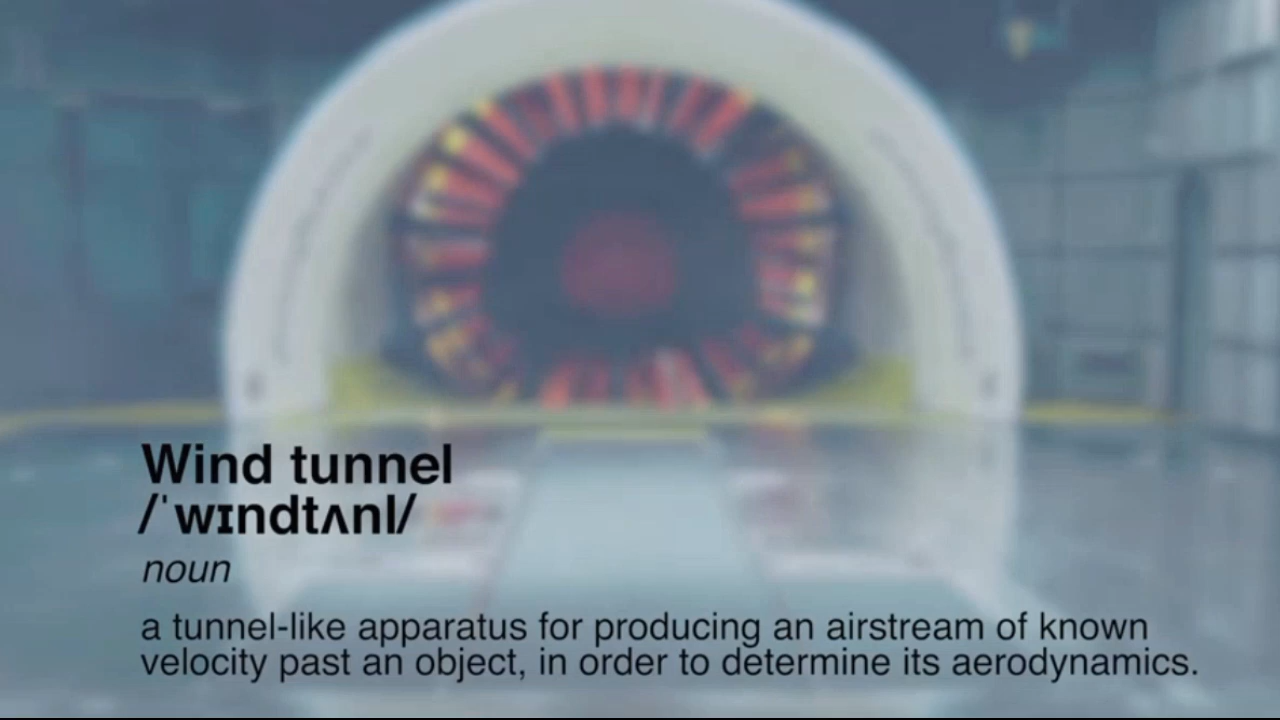 Wind tunnel
/ˈwɪndtʌnl/
noun
a tunnel-like apparatus for producing an airstream of known
velocity past an object, in order to determine its aerodynamics.